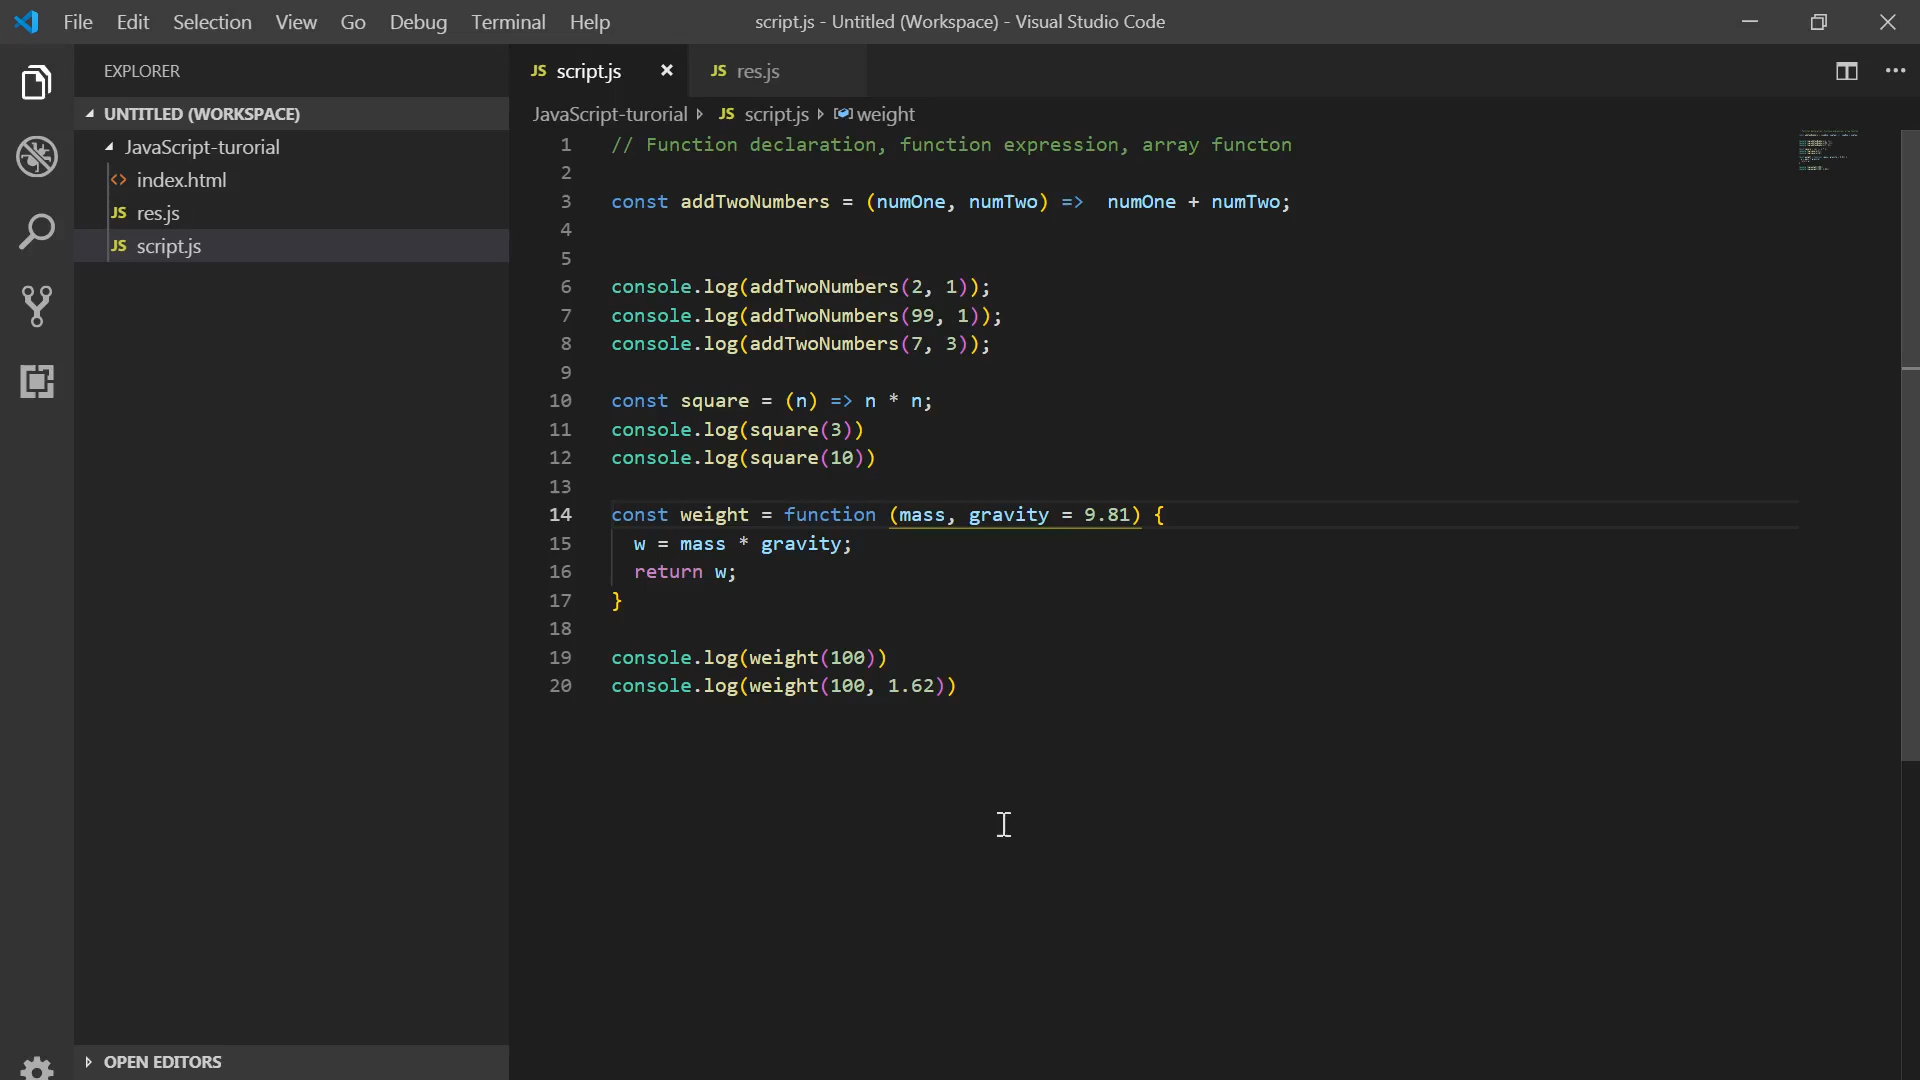 File Edit Selection View Go Debug Terminal Help script.js - Untitled (Workspace) - Visual Studio Code
EXPLORER
UNTITLED (WORKSPACE)
JavaScript-turorial
index.html
JS res.js
JS script.js
OPEN EDITORS
JS script.js JS res.js
JavaScript-turorial JS script.js weight
1 // Function declaration, function expression, array functon
2
3 const addTwoNumbers = (numOne, numTwo) =>  numOne + numTwo;
4
5
6 console.log(addTwoNumbers(2, 1));
7 console.log(addTwoNumbers(99, 1));
8 console.log(addTwoNumbers(7, 3));
9
10 const square = (n) => n * n;
11 console.log(square(3))
12 console.log(square(10))
13
14 const weight = function (mass, gravity = 9.81) {
15   w = mass * gravity;
16   return w;
17 }
18
19 console.log(weight(100))
20 console.log(weight(100, 1.62))